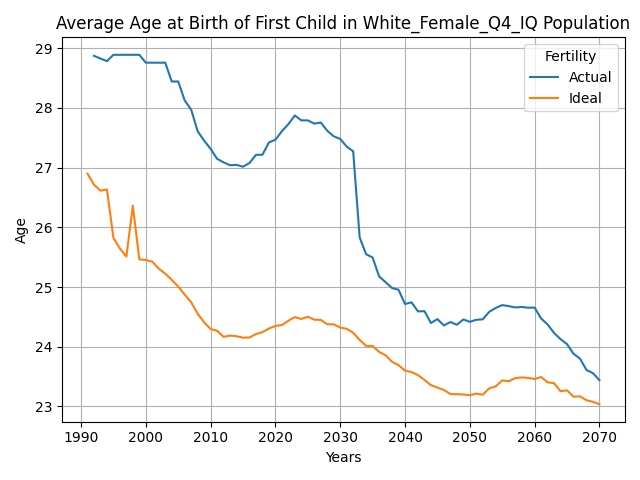 Average Age at Birth of First Child in White_Female_Q4_IQ Population
Fertility
Actual
Ideal
Age
29
28
27
26
25
24
23
1990 2000 2010 2020 2030 2040 2050 2060 2070
Years